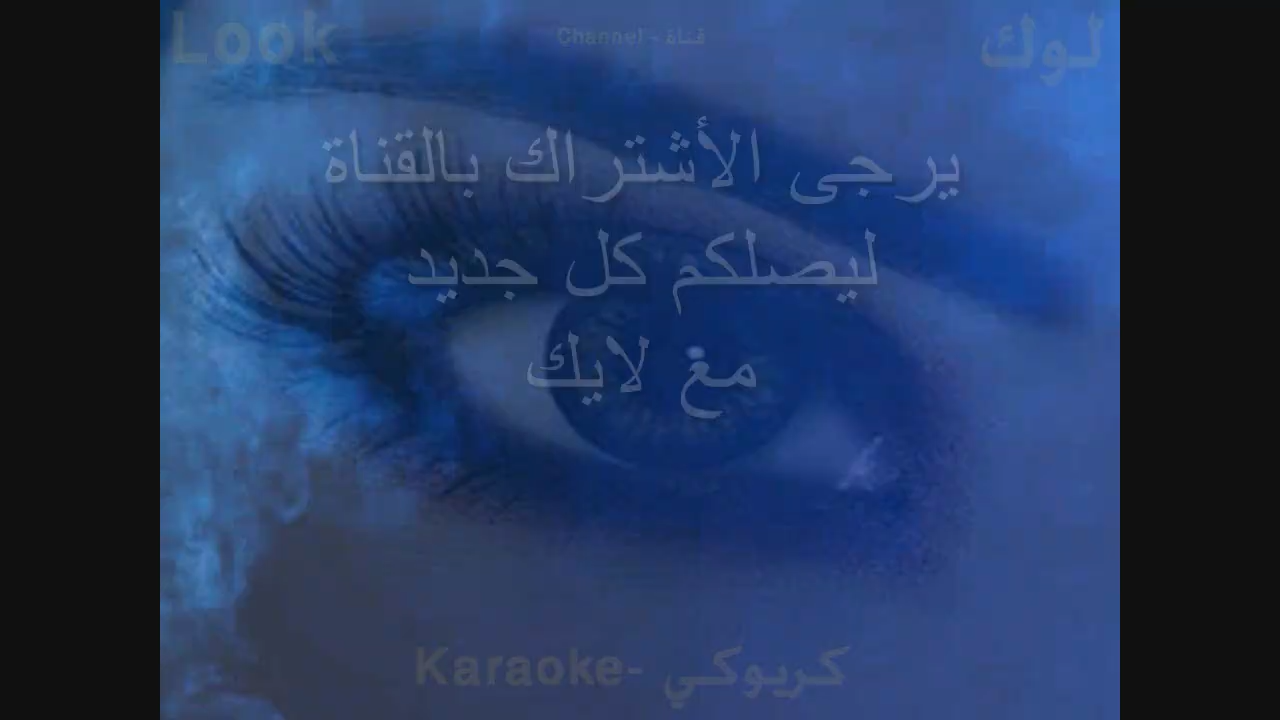 Look
Channel - قناة
لوك
يرجى الأشتراك بالقناة
ليصلكم كل جديد
مغ لايك
Karaoke- كريوكي